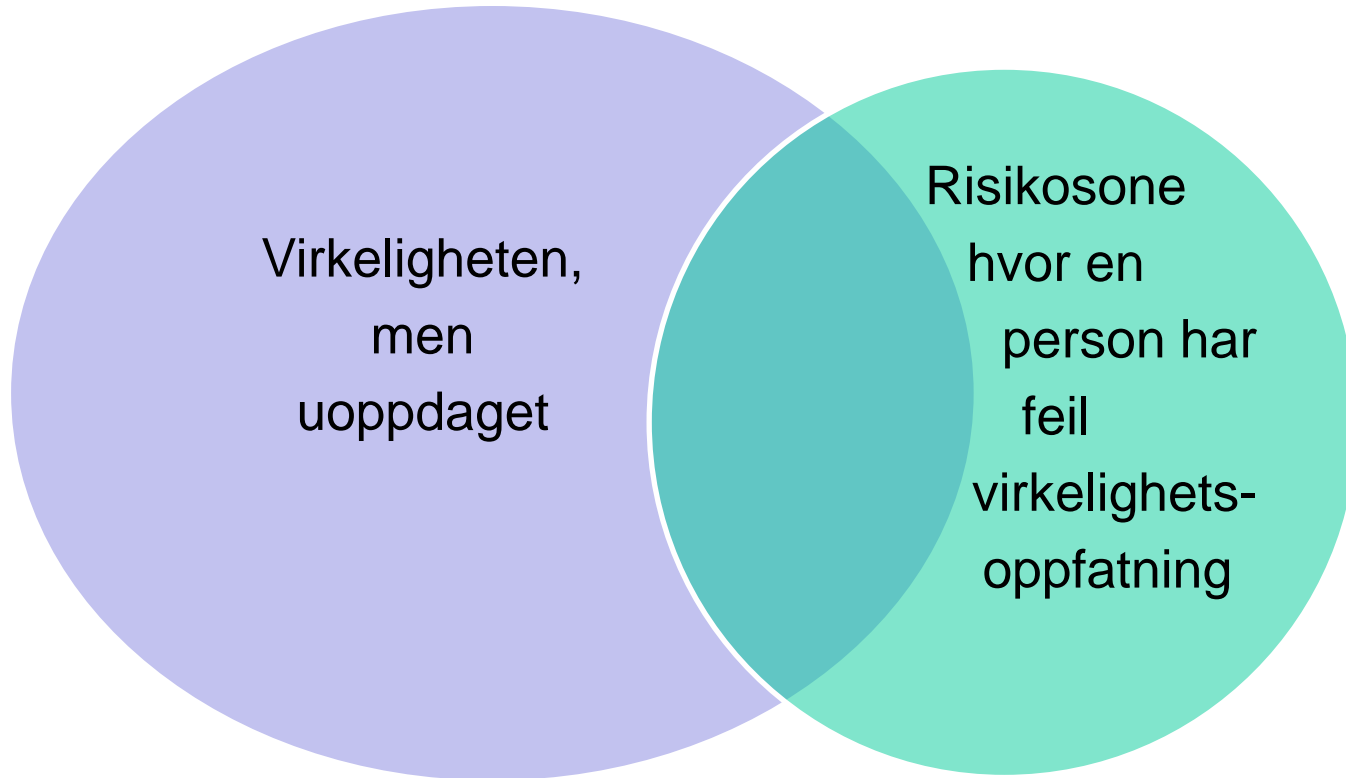 Virkeligheten,
men
uoppdaget
Risikosone
hvor en
person har
feil
virkelighets-
oppfatning